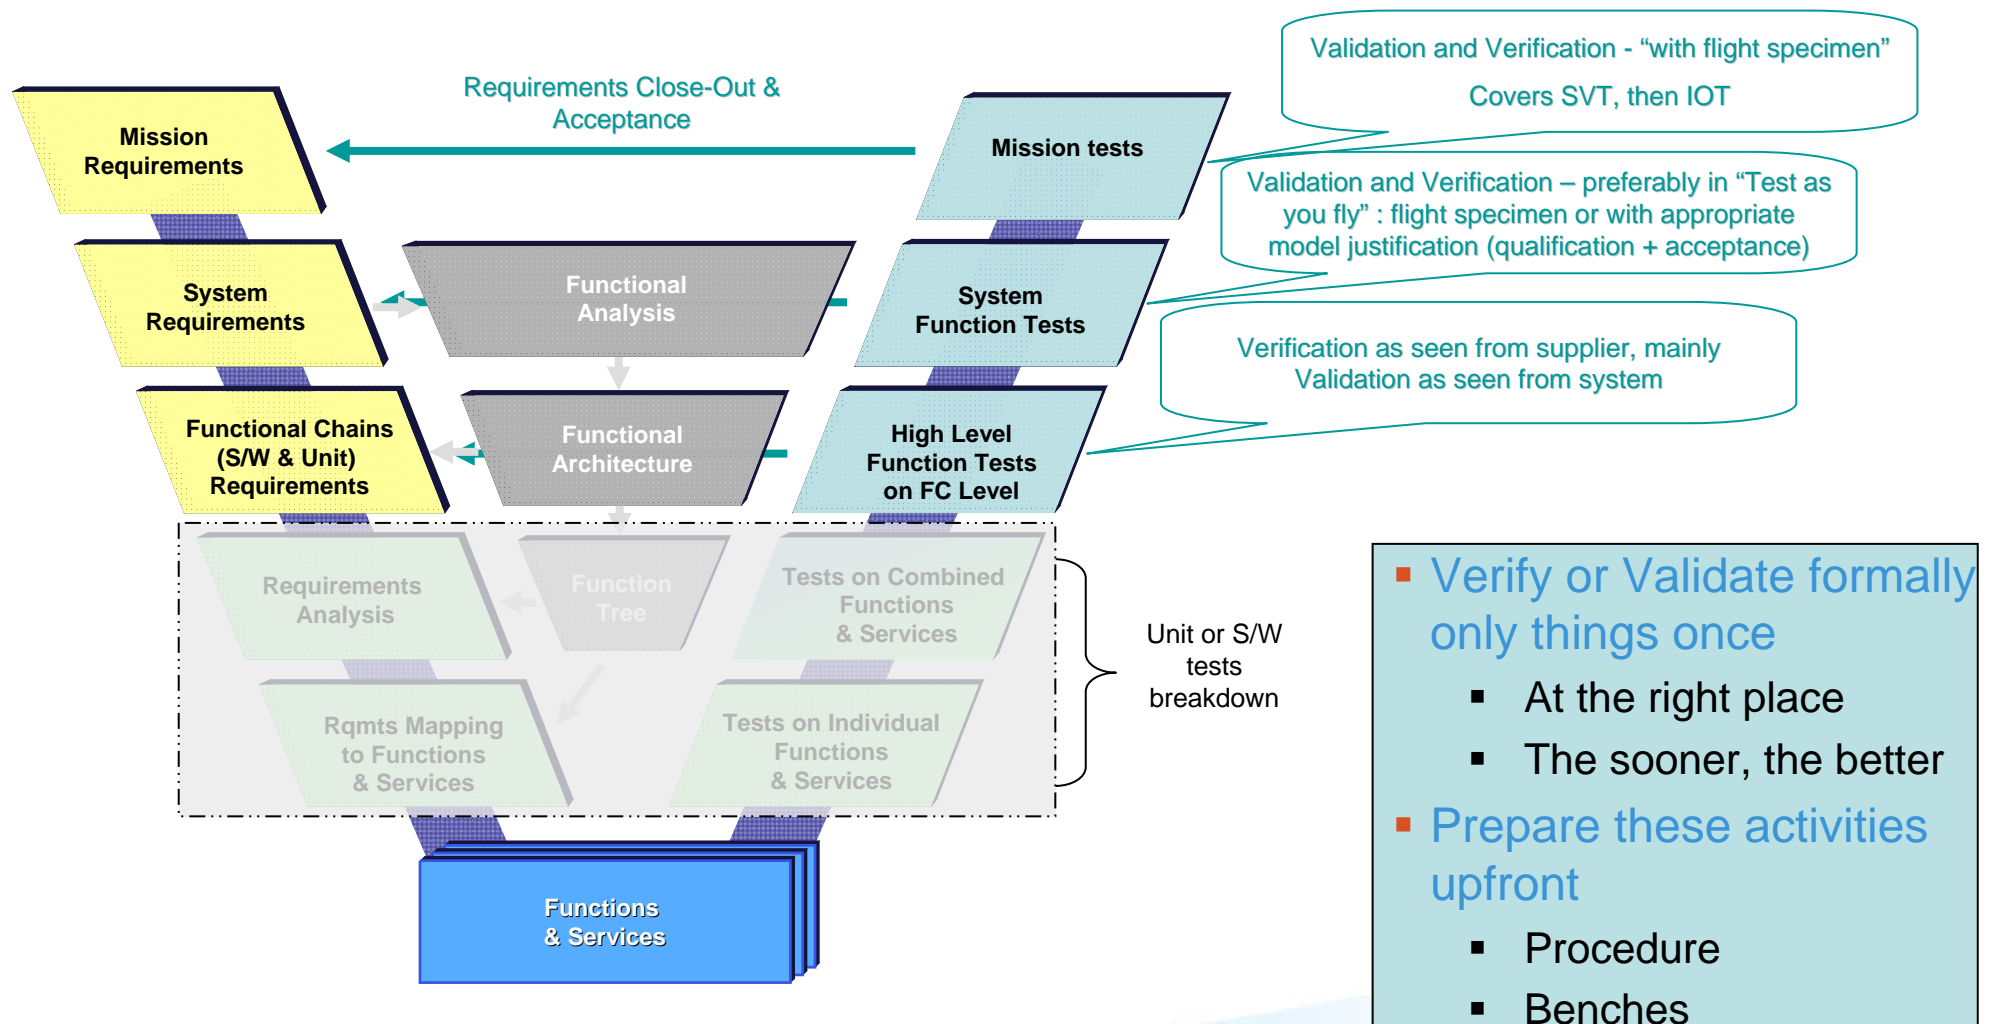 Requirements Close-Out &
Acceptance
Validation and Verification - “with flight specimen”
Covers SVT, then IOT
Mission
Requirements
Mission tests
Validation and Verification – preferably in “Test as
you fly” : flight specimen or with appropriate
model justification (qualification + acceptance)
System
Requirements
Functional
Analysis
System
Function Tests
Verification as seen from supplier, mainly
Validation as seen from system
Functional Chains
(S/W & Unit)
Requirements
Functional
Architecture
High Level
Function Tests
on FC Level
Requirements
Analysis
Function
Tree
Tests on Combined
Functions
& Services
Unit or S/W
tests
breakdown
Rqmts Mapping
to Functions
& Services
Tests on Individual
Functions
& Services
Functions
& Services
▪ Verify or Validate formally
only things once
▪ At the right place
▪ The sooner, the better
▪ Prepare these activities
upfront
▪ Procedure
▪ Benches